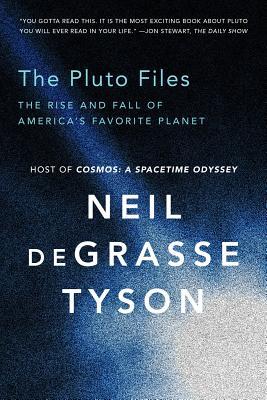 "YOU GOTTA READ THIS. IT IS THE MOST EXCITING BOOK ABOUT PLUTO
YOU WILL EVER READ IN YOUR LIFE." —JON STEWART, THE DAILY SHOW
The Pluto Files
THE RISE AND FALL OF
AMERICA'S FAVORITE PLANET
HOST OF COSMOS: A SPACETIME ODYSSEY
NEIL
DEGRASSE
TYSON